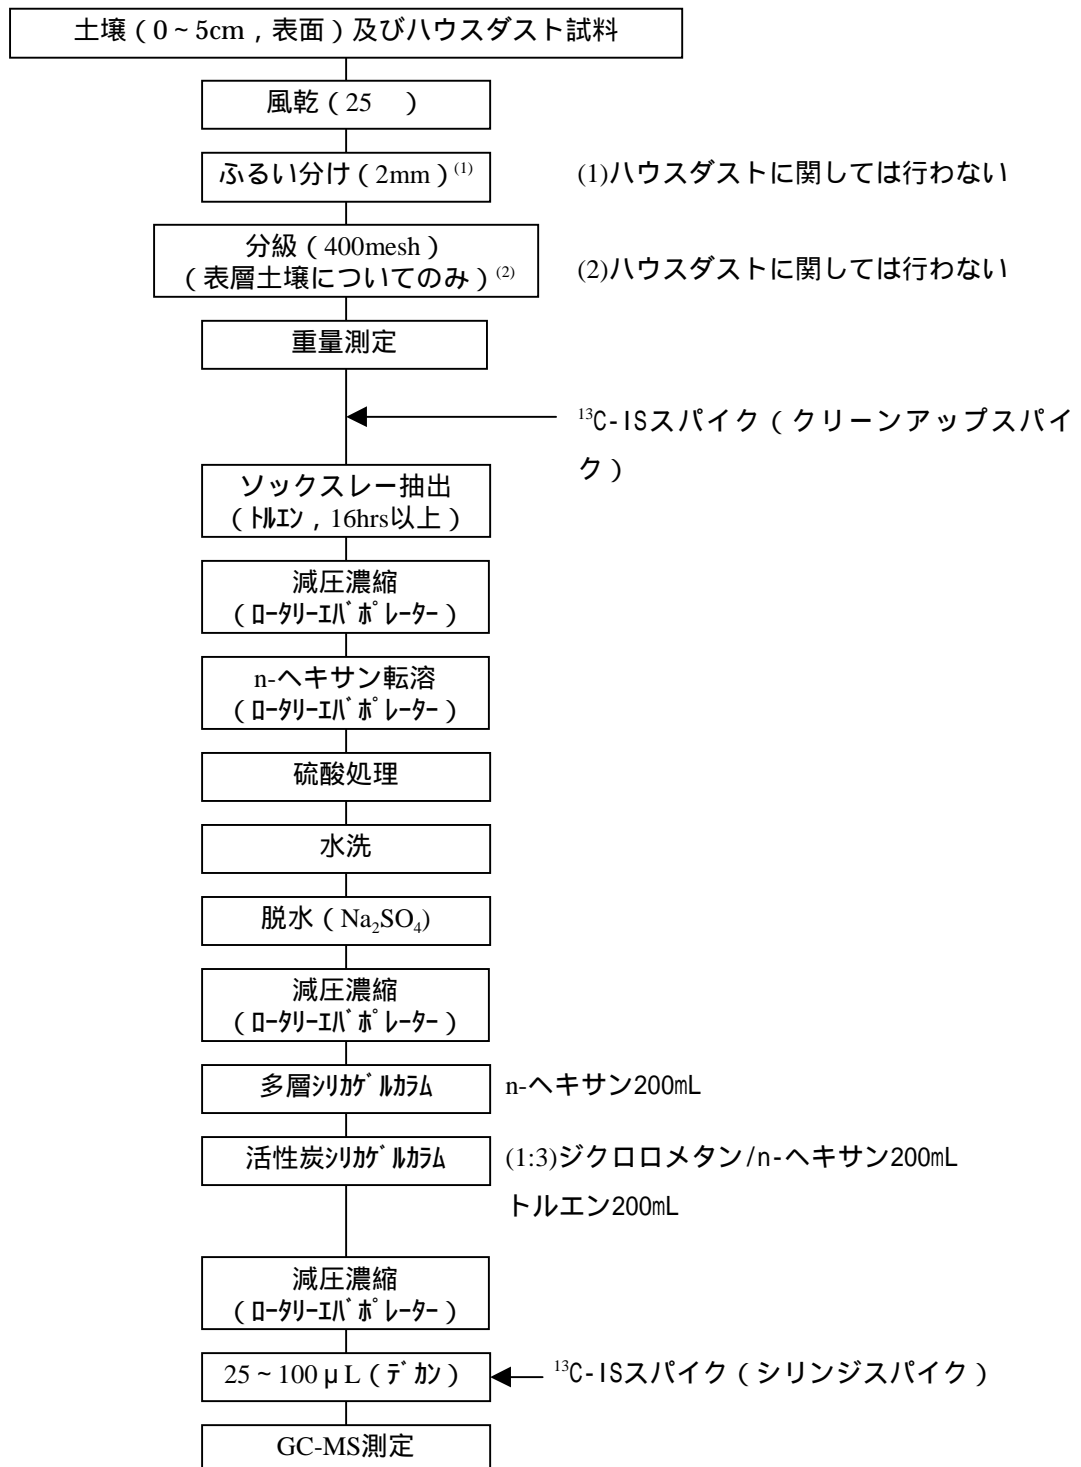 土壌（0～5cm，表面）及びハウスダスト試料
風乾（25　）
ふるい分け（2mm）(1)
(1)ハウスダストに関しては行わない
分級（400mesh）
（表層土壌についてのみ）(2)
(2)ハウスダストに関しては行わない
重量測定
13C-ISスパイク（クリーンアップスパイ
ク）
ソックスレー抽出
（ﾄﾙｴﾝ，16hrs以上）
減圧濃縮
（ﾛｰﾀﾘｰｴﾊﾞﾎﾟﾚｰﾀｰ）
n-ヘキサン転溶
（ﾛｰﾀﾘｰｴﾊﾞﾎﾟﾚｰﾀｰ）
硫酸処理
水洗
脱水（Na2SO4)
減圧濃縮
（ﾛｰﾀﾘｰｴﾊﾞﾎﾟﾚｰﾀｰ）
多層ｼﾘｶｹﾞﾙｶﾗﾑ
n-ヘキサン200mL
活性炭ｼﾘｶｹﾞﾙｶﾗﾑ
(1:3)ジクロロメタン/n-ヘキサン200mL
トルエン200mL
減圧濃縮
（ﾛｰﾀﾘｰｴﾊﾞﾎﾟﾚｰﾀｰ）
25～100μL（ﾃﾞｶﾝ）
13C-ISスパイク（シリンジスパイク）
GC-MS測定